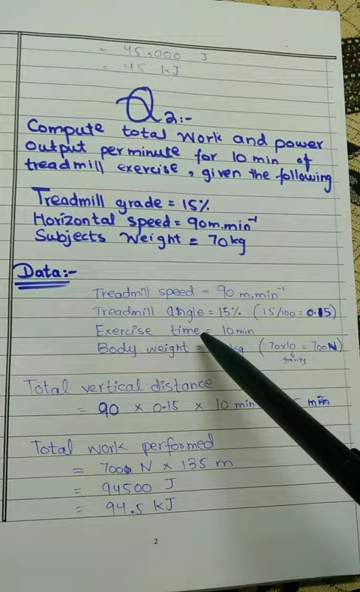 = 45,000 J
= 45 kJ
Q2:-
Compute total work and power
output per minute for 10 min of
treadmill exercise, given the following
Treadmill grade = 15%
Horizontal speed = 90 m.min⁻¹
Subjects Weight = 70kg
Data:-
Treadmill speed = 90 m.min⁻¹
Treadmill angle = 15% (15/100 = 0.15)
Exercise time = 10min
Body weight = kg (70x10 = 700N)
gravity
Total vertical distance
= 90 x 0.15 x 10 min
Total work performed
= 700 N x 135 m
= 94500 J
= 94.5 kJ
2